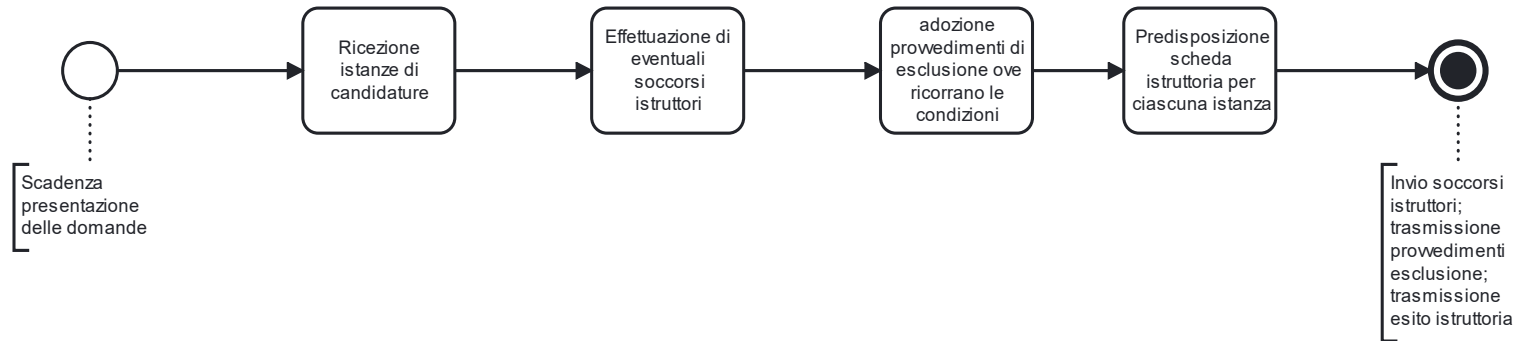 Ricezione
istanze di
candidature
Effettuazione di
eventuali
soccorsi
istruttori
adozione
provvedimenti di
esclusione ove
ricorrano le
condizioni
Predisposizione
scheda
istruttoria per
ciascuna istanza
Scadenza
presentazione
delle domande
Invio soccorsi
istruttori;
trasmissione
provvedimenti
esclusione;
trasmissione
esito istruttoria